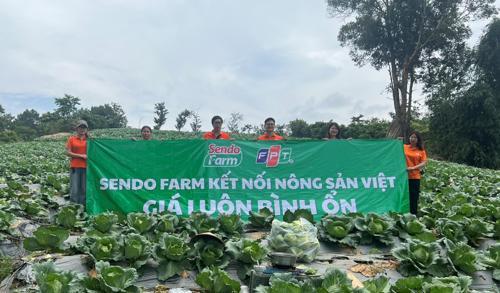 Sendo
Farm
FPT
SENDO FARM KẾT NỐI NÔNG SẢN VIỆT
GIÁ LUÔN BÌNH ỔN